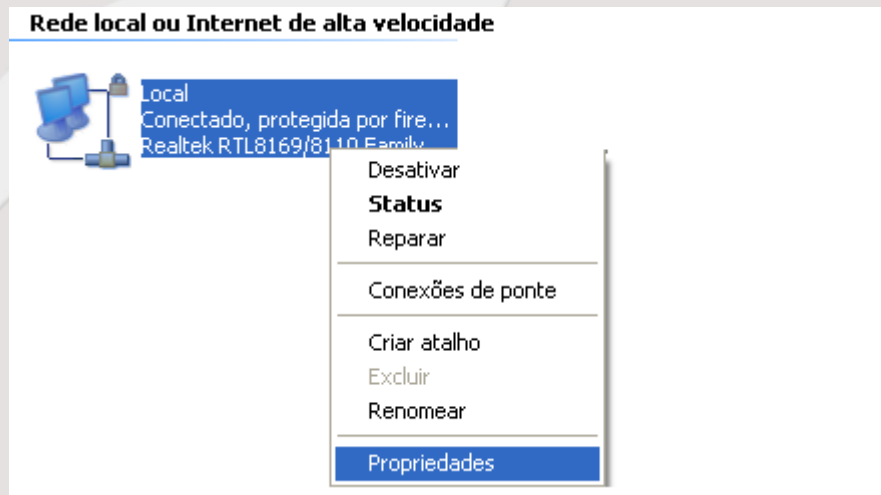 Rede local ou Internet de alta velocidade
Local
Conectado, protegida por fire...
Realtek RTL8169/8110 Family
Desativar
Status
Reparar
Conexões de ponte
Criar atalho
Excluir
Renomear
Propriedades